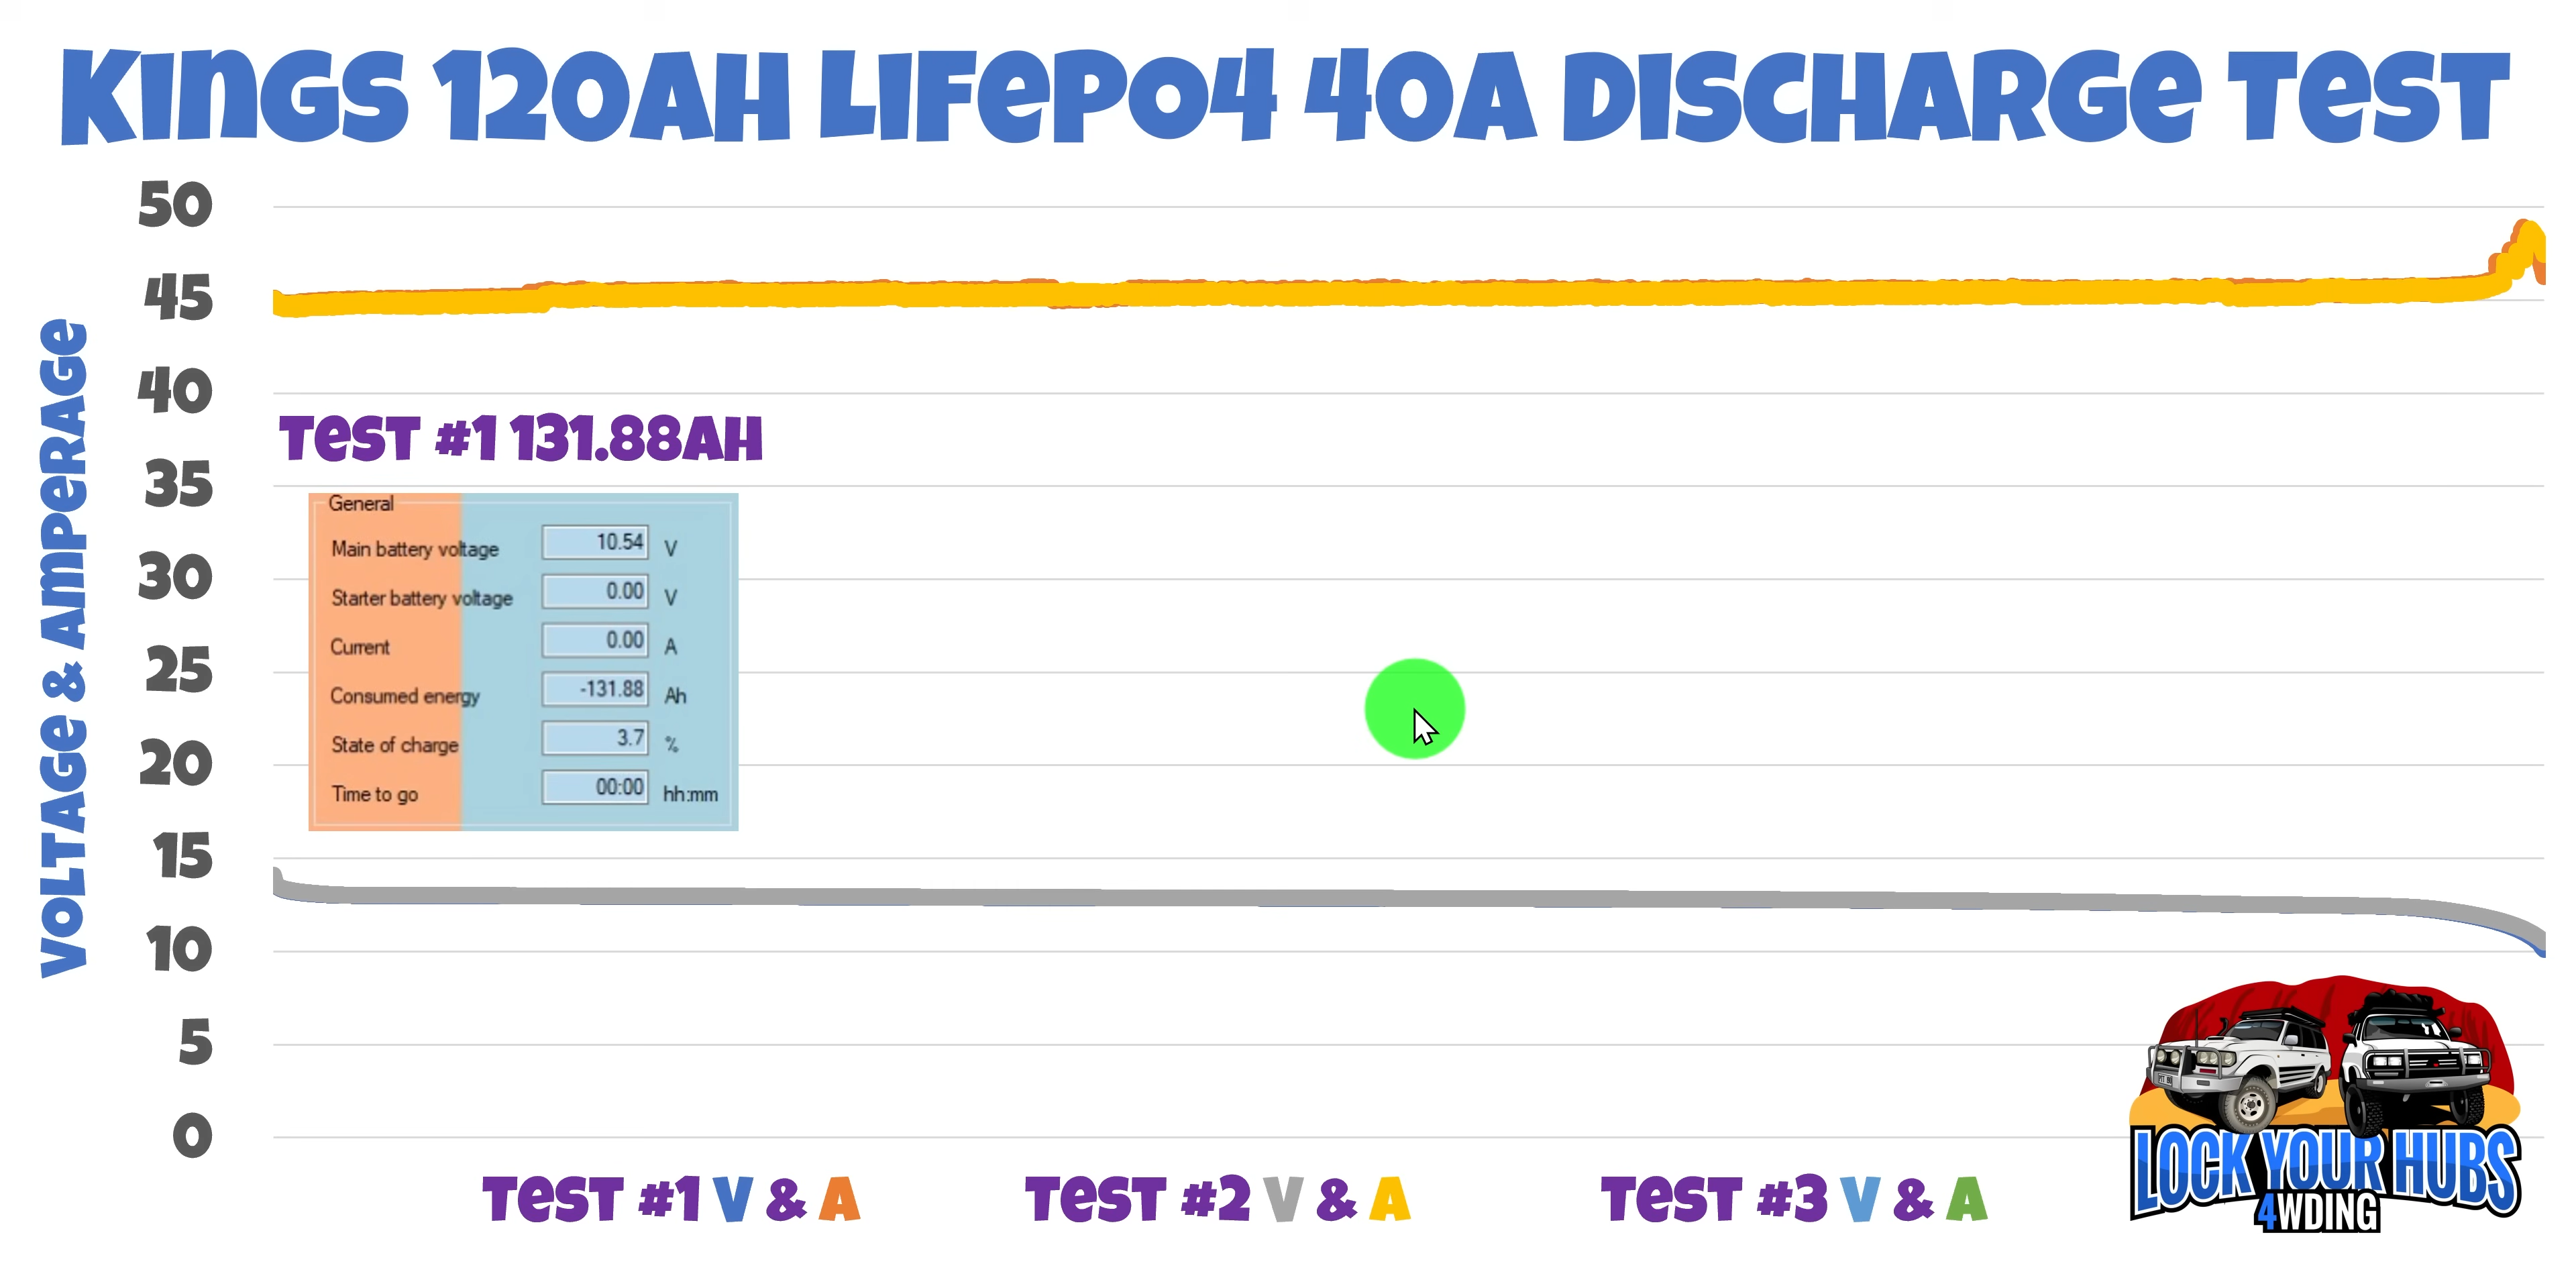 KINGS 120AH LIFEPO4 40A DISCHARGE TEST
VOLTAGE & AMPERAGE
50
45
40
35
30
25
20
15
10
5
0
TEST #1 131.88AH
General
Main battery voltage 10.54 V
Starter battery voltage 0.00 V
Current 0.00 A
Consumed energy -131.88 Ah
State of charge 3.7 %
Time to go 00:00 hh:mm
TEST #1 V & A
TEST #2 V & A
TEST #3 V & A
LOCK YOUR HUBS
4WDING